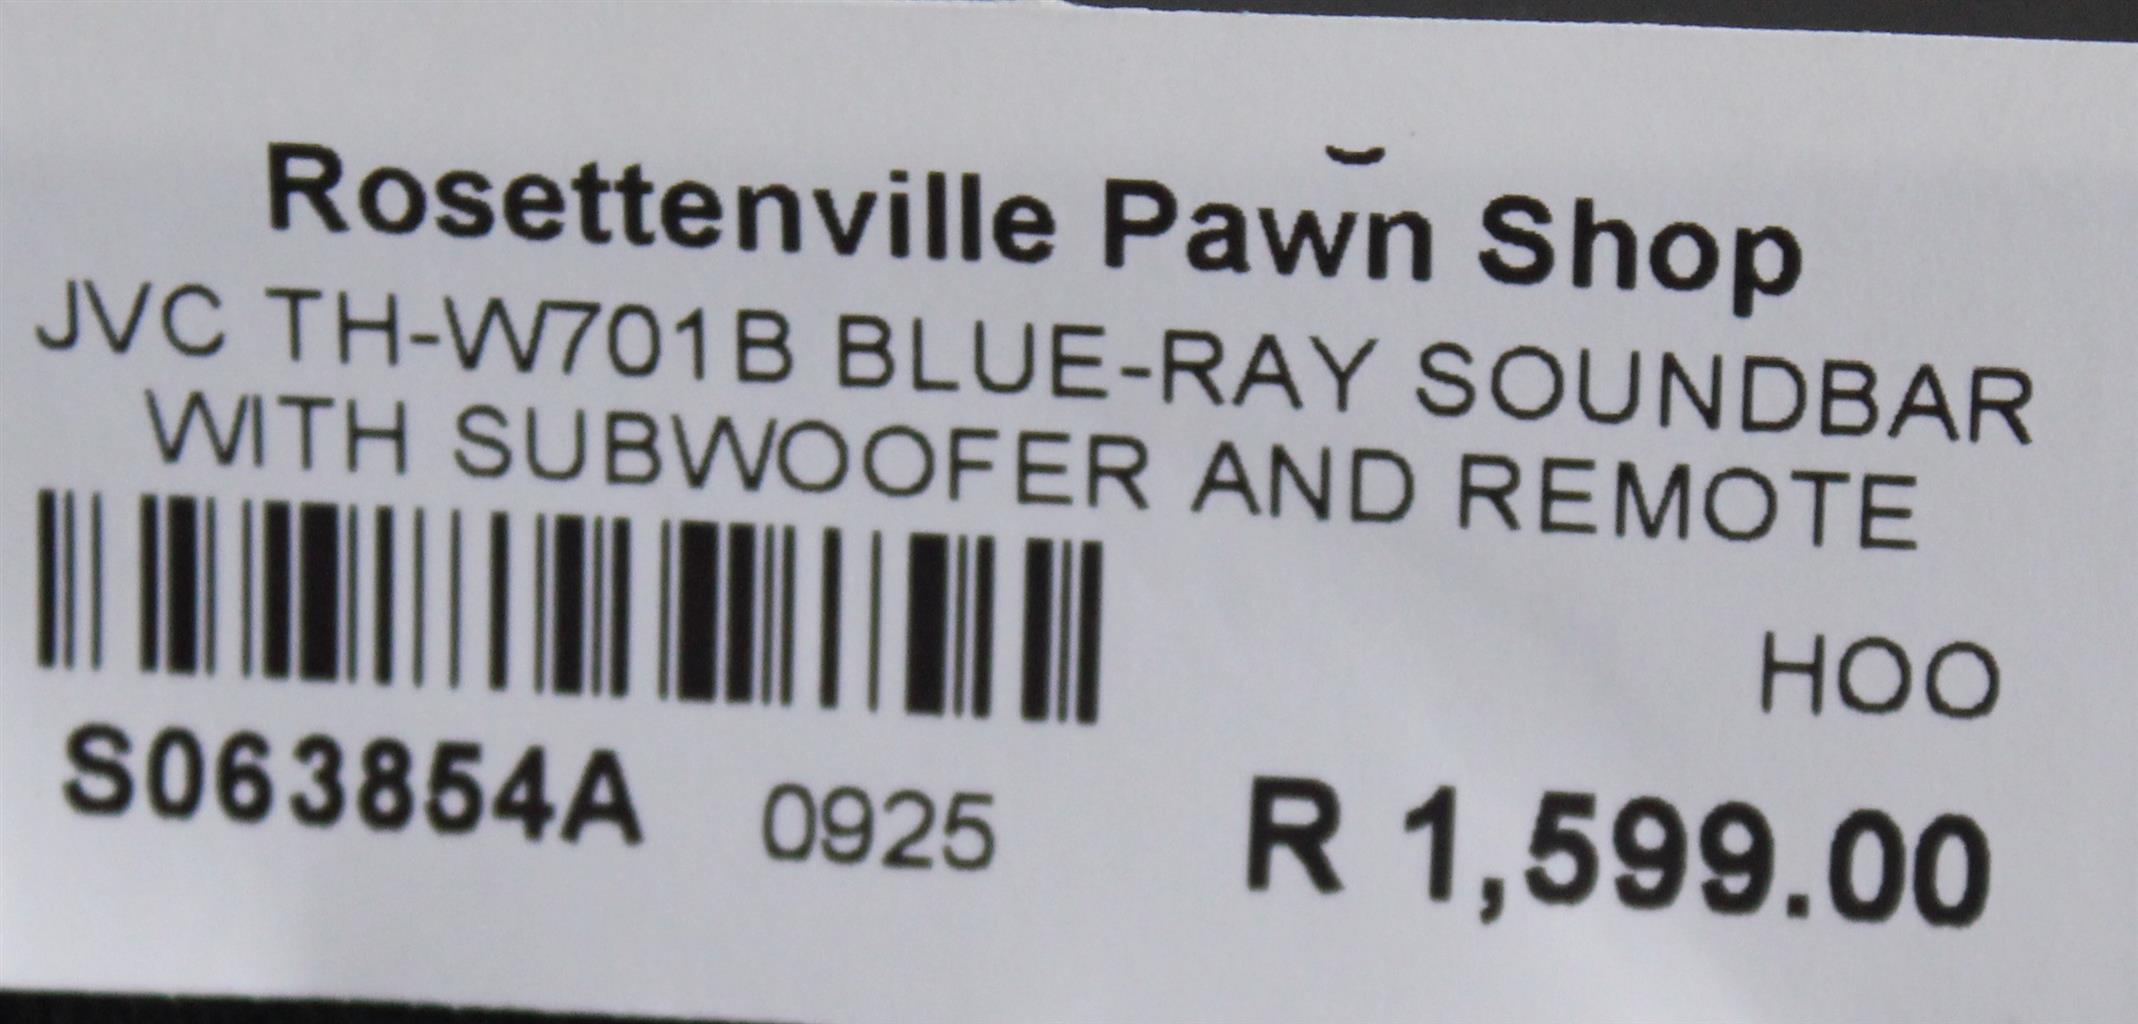 Rosettenville Pawn Shop
JVC TH-W701B BLUE-RAY SOUNDBAR
WITH SUBWOOFER AND REMOTE
HOO
S063854A 0925 R 1,599.00